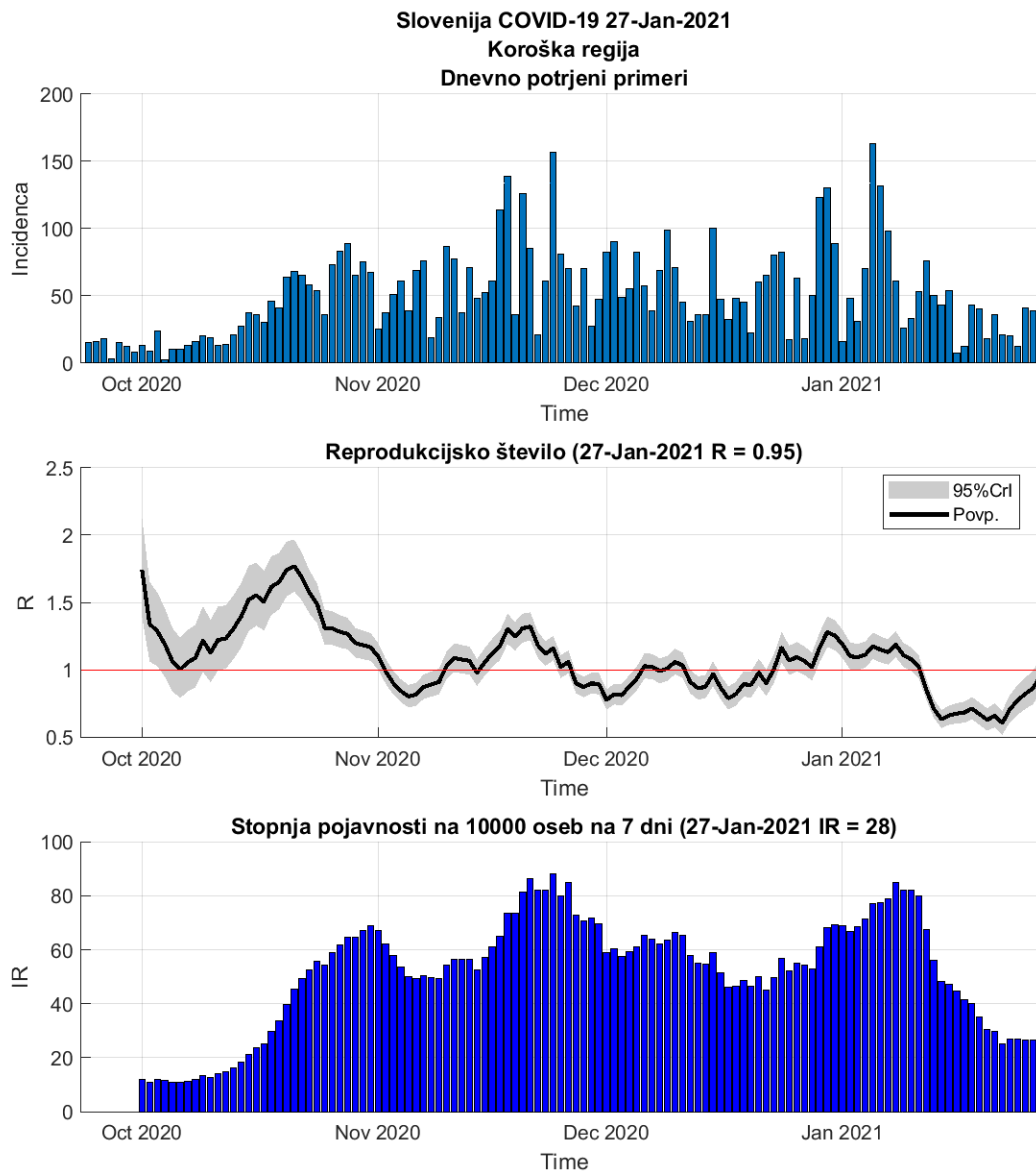 Slovenija COVID-19 27-Jan-2021
Koroška regija
Dnevno potrjeni primeri
200
150
100
50
0
Incidenca
Oct 2020 Nov 2020 Dec 2020 Jan 2021
Time
Reprodukcijsko število (27-Jan-2021 R = 0.95)
2.5
2
1.5
1
0.5
R
95%CrI
Povp.
Oct 2020 Nov 2020 Dec 2020 Jan 2021
Time
Stopnja pojavnosti na 10000 oseb na 7 dni (27-Jan-2021 IR = 28)
100
80
60
40
20
0
IR
Oct 2020 Nov 2020 Dec 2020 Jan 2021
Time